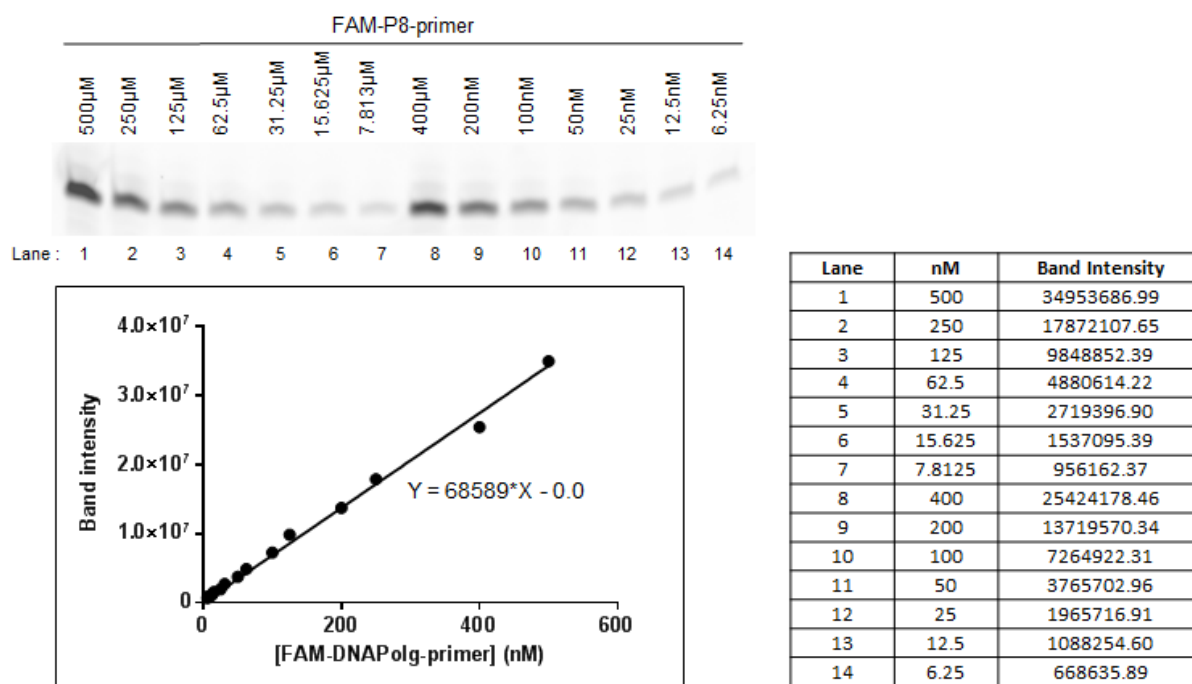 FAM-P8-primer
500µM 250µM 125µM 62.5µM 31.25µM 15.625µM 7.813µM 400µM 200nM 100nM 50nM 25nM 12.5nM 6.25nM
Lane : 1 2 3 4 5 6 7 8 9 10 11 12 13 14
4.0×10⁷
3.0×10⁷
2.0×10⁷
1.0×10⁷
0
Band intensity
Y = 68589*X - 0.0
0 200 400 600
[FAM-DNAPolg-primer] (nM)
Lane nM Band Intensity
1 500 34953686.99
2 250 17872107.65
3 125 9848852.39
4 62.5 4880614.22
5 31.25 2719396.90
6 15.625 1537095.39
7 7.8125 956162.37
8 400 25424178.46
9 200 13719570.34
10 100 7264922.31
11 50 3765702.96
12 25 1965716.91
13 12.5 1088254.60
14 6.25 668635.89